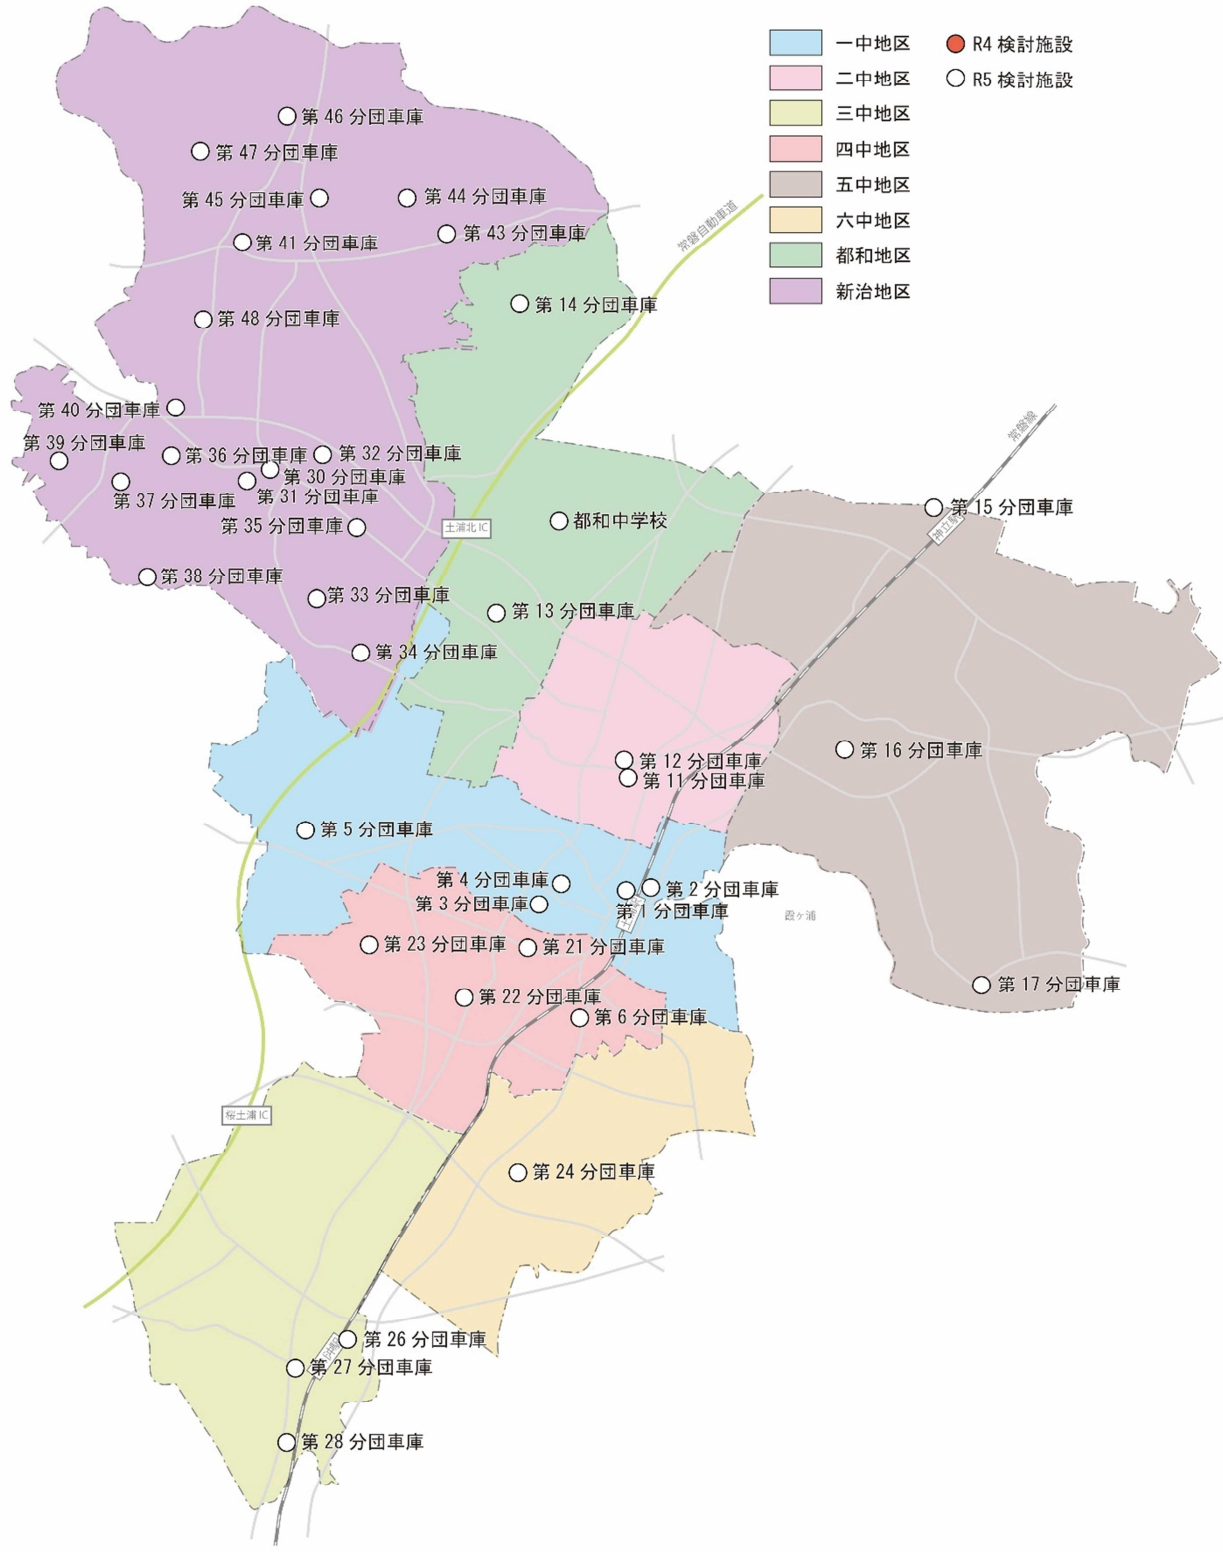 一中地区
二中地区
三中地区
四中地区
五中地区
六中地区
都和地区
新治地区
R4 検討施設
R5 検討施設
第 46 分団車庫
第 47 分団車庫
第 45 分団車庫
第 44 分団車庫
第 41 分団車庫
第 43 分団車庫
常磐自動車道
第 14 分団車庫
第 48 分団車庫
第 40 分団車庫
常磐線
第 39 分団車庫
第 36 分団車庫
第 32 分団車庫
第 30 分団車庫
第 37 分団車庫
第 31 分団車庫
第 15 分団車庫
第 35 分団車庫
土浦北 IC
都和中学校
神立駅
第 38 分団車庫
第 33 分団車庫
第 13 分団車庫
第 34 分団車庫
第 16 分団車庫
第 12 分団車庫
第 11 分団車庫
第 5 分団車庫
第 4 分団車庫
第 2 分団車庫
第 3 分団車庫
第 1 分団車庫
霞ヶ浦
第 23 分団車庫
第 21 分団車庫
第 17 分団車庫
第 22 分団車庫
第 6 分団車庫
桜土浦 IC
第 24 分団車庫
第 26 分団車庫
第 27 分団車庫
第 28 分団車庫